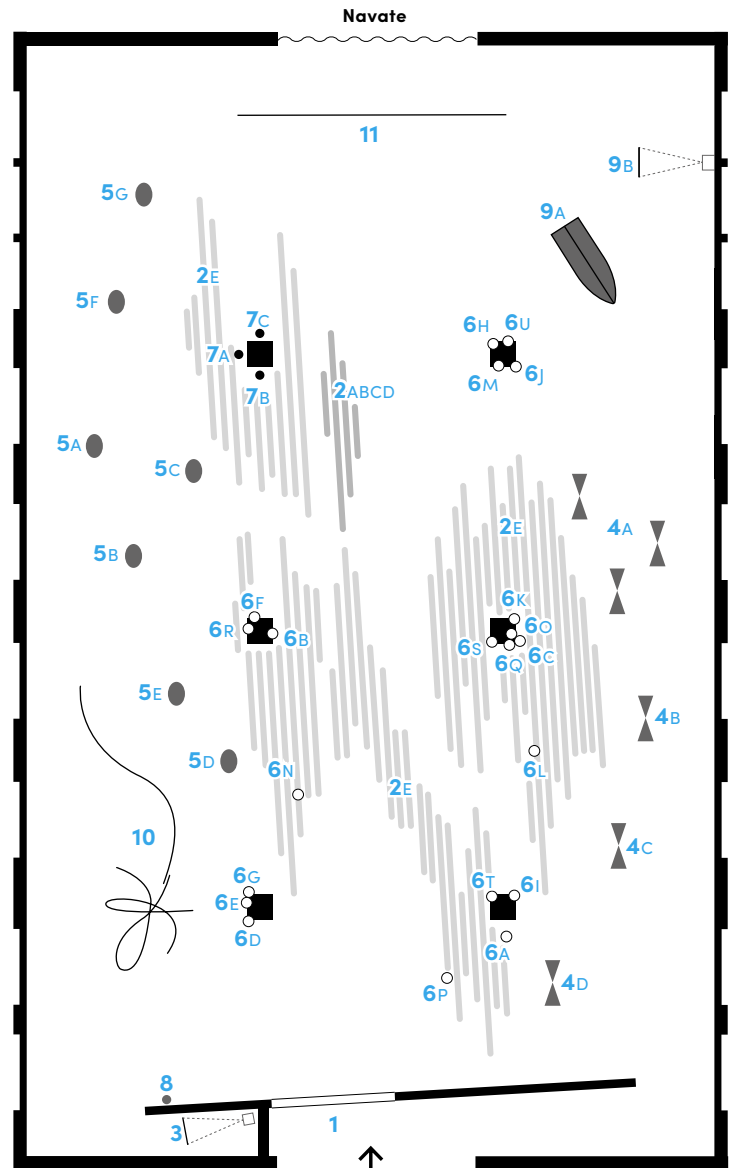 Navate
11
9B
5G
9A
2E
5F
7C
6H
6U
7A
6M
6J
7B
2ABCD
5A
5C
4A
2E
5B
6K
6F
6O
6R
6B
6S
6C
6Q
5E
4B
5D
6N
6L
2E
10
4C
6G
6T
6I
6E
6D
6A
4D
6P
8
1
3